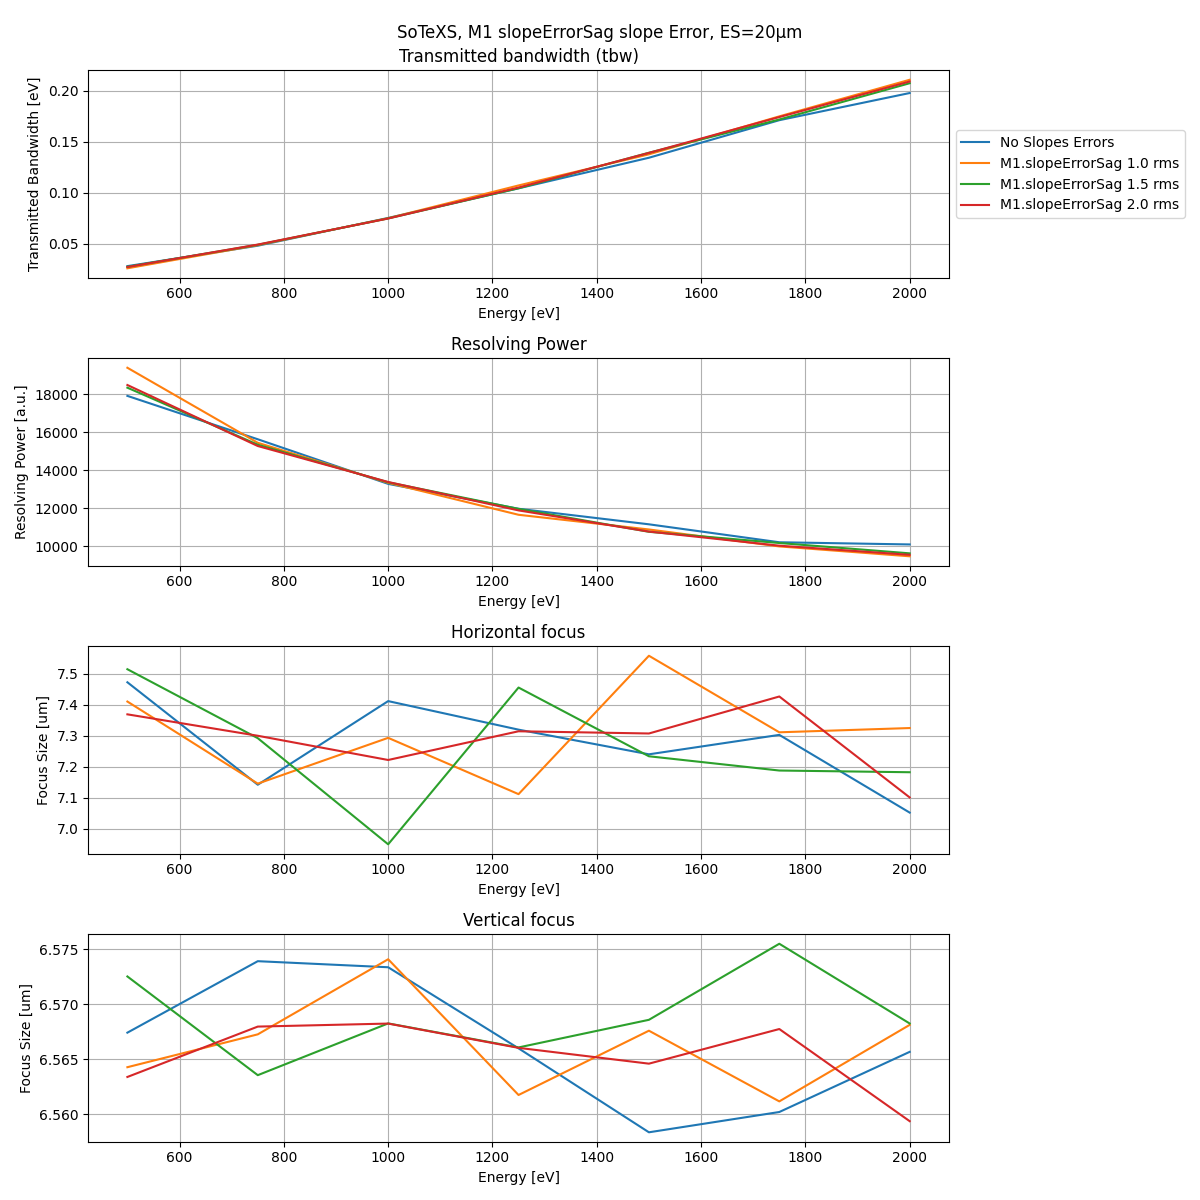 SoTeXS, M1 slopeErrorSag slope Error, ES=20μm
Transmitted bandwidth (tbw)
Transmitted Bandwidth [eV]
0.20
0.15
0.10
0.05
600 800 1000 1200 1400 1600 1800 2000
Energy [eV]
No Slopes Errors
M1.slopeErrorSag 1.0 rms
M1.slopeErrorSag 1.5 rms
M1.slopeErrorSag 2.0 rms
Resolving Power
Resolving Power [a.u.]
18000
16000
14000
12000
10000
600 800 1000 1200 1400 1600 1800 2000
Energy [eV]
Horizontal focus
Focus Size [um]
7.5
7.4
7.3
7.2
7.1
7.0
600 800 1000 1200 1400 1600 1800 2000
Energy [eV]
Vertical focus
Focus Size [um]
6.575
6.570
6.565
6.560
600 800 1000 1200 1400 1600 1800 2000
Energy [eV]